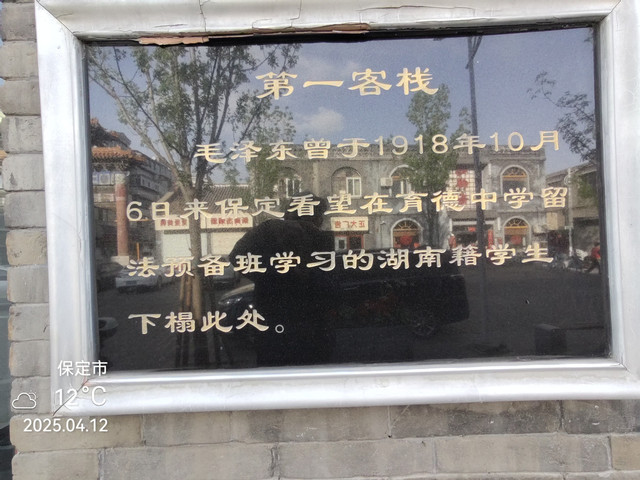 第一客栈
毛泽东曾于1918年10月
6日来保定看望在育德中学留
法预备班学习的湖南籍学生
下榻此处。
保定市
12°C
2025.04.12